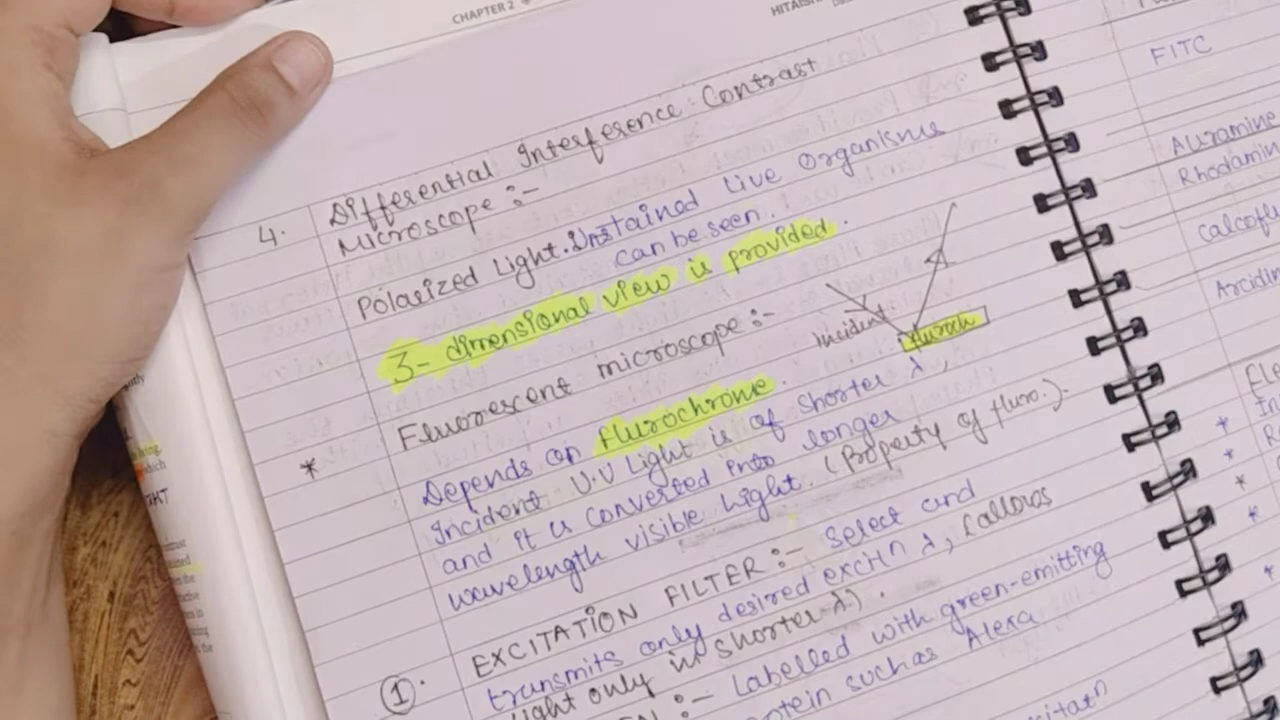 CHAPTER 2
4. Differential Interference Contrast
Microscope :-
Polarized Light. Unstained Live Organisms
can be seen.
3- dimensional view is provided.
* Fluorescent microscope :-
Incident
Depends on flurochrome.
Incident U.V Light is of shorter λ,
and it is converted into longer
wavelength visible Light. (Property of fluro.).
① EXCITATION FILTER :- Select and
transmits only desired excitn λ, (allows
light only in shorter λ).
:- Labelled with green-emitting
such as Alexa
FITC
Auramine